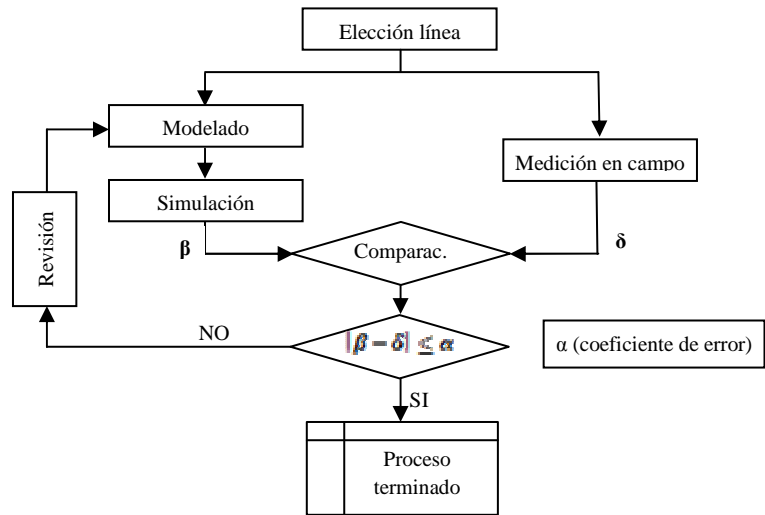 Elección línea
Modelado
Medición en campo
Simulación
Revisión
β
Comparac.
δ
NO
|β − δ| ≤ α
α (coeficiente de error)
SI
Proceso
terminado